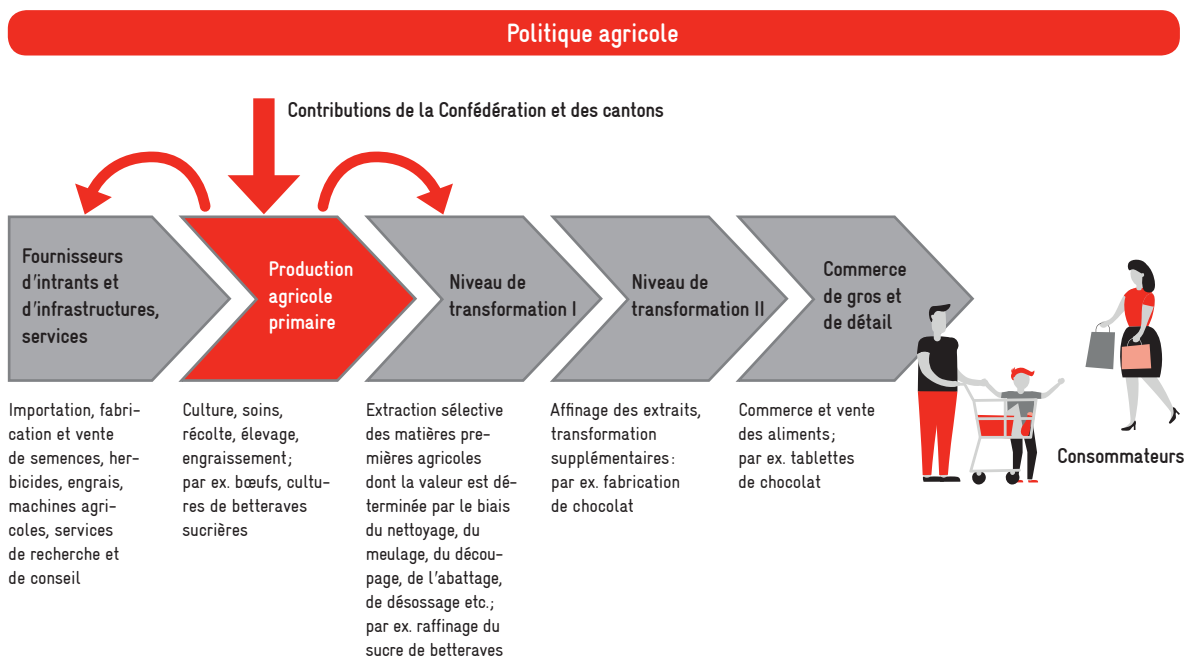 Politique agricole
Contributions de la Confédération et des cantons
Fournisseurs
d'intrants et
d'infrastructures,
services
Production
agricole
primaire
Niveau de
transformation I
Niveau de
transformation II
Commerce
de gros et
de détail
Importation, fabri-
cation et vente
de semences, her-
bicides, engrais,
machines agri-
coles, services
de recherche et
de conseil
Culture, soins,
récolte, élevage,
engraissement;
par ex. bœufs, cultu-
res de betteraves
sucrières
Extraction sélective
des matières pre-
mières agricoles
dont la valeur est dé-
terminée par le biais
du nettoyage, du
meulage, du décou-
page, de l'abattage,
de désossage etc.;
par ex. raffinage du
sucre de betteraves
Affinage des extraits,
transformation
supplémentaires:
par ex. fabrication
de chocolat
Commerce et vente
des aliments;
par ex. tablettes
de chocolat
Consommateurs